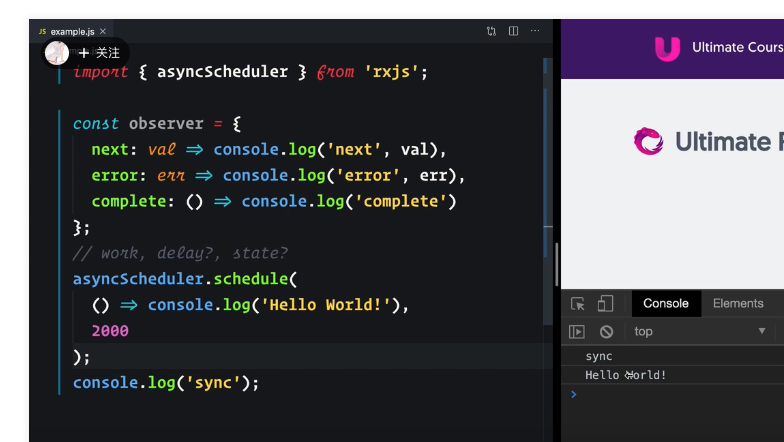 JS example.js ×
+ 关注
import { asyncScheduler } from 'rxjs';
const observer = {
next: val => console.log('next', val),
error: err => console.log('error', err),
complete: () => console.log('complete')
};
// work, delay?, state?
asyncScheduler.schedule(
() => console.log('Hello World!'),
2000
);
console.log('sync');
Ultimate Cours
Ultimate
Console Elements
top
sync
Hello World!